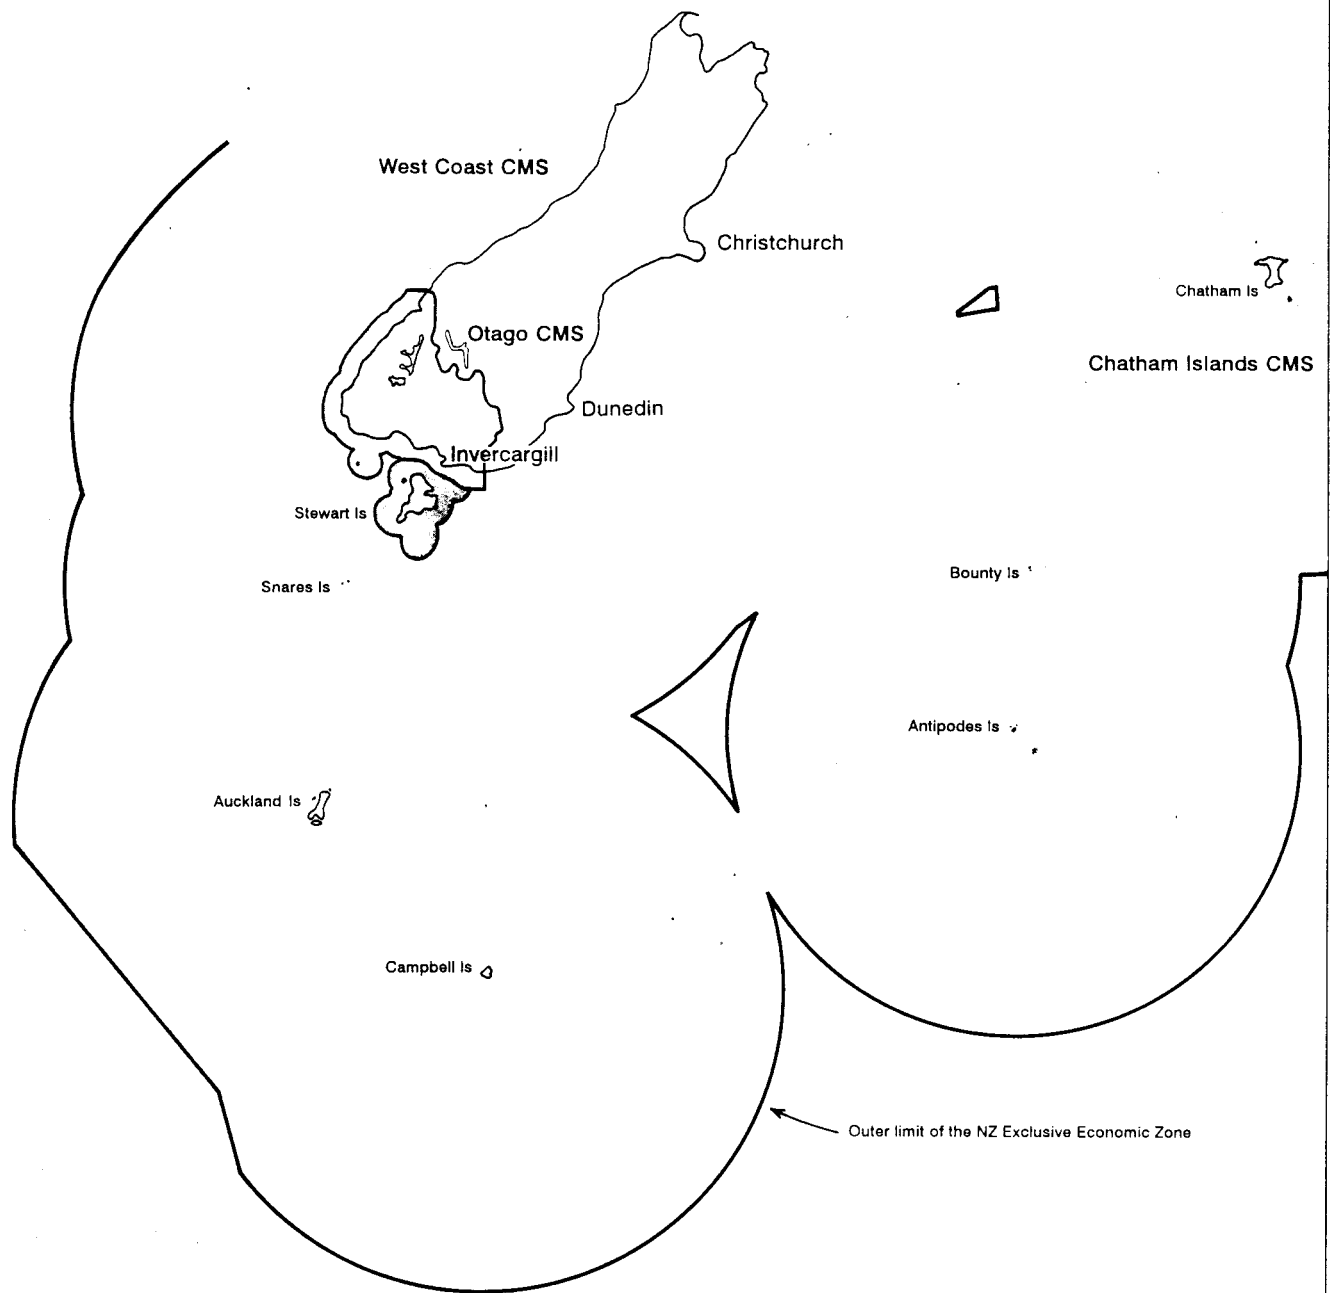 West Coast CMS
Christchurch
Chatham Is
Otago CMS
Chatham Islands CMS
Dunedin
Invercargill
Stewart Is
Snares Is
Bounty Is
Antipodes Is
Auckland Is
Campbell Is
Outer limit of the NZ Exclusive Economic Zone